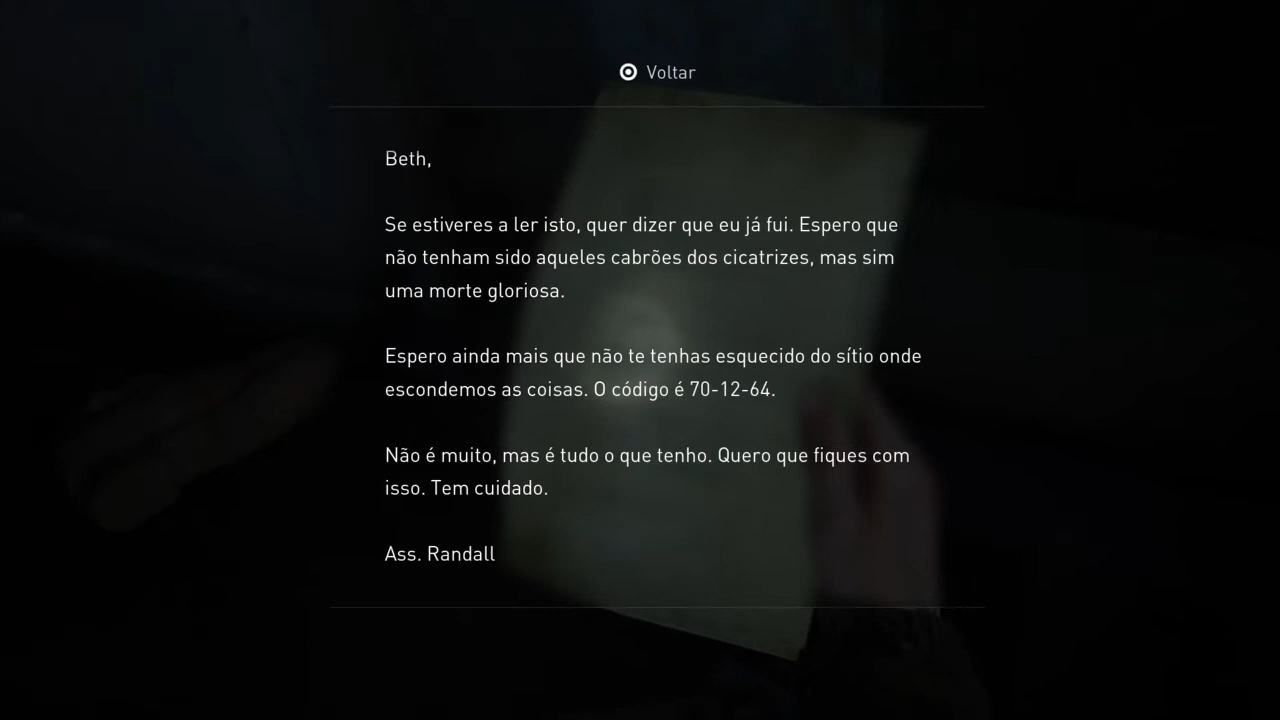 Voltar
Beth,
Se estiveres a ler isto, quer dizer que eu já fui. Espero que
não tenham sido aqueles cabrões dos cicatrizes, mas sim
uma morte gloriosa.
Espero ainda mais que não te tenhas esquecido do sítio onde
escondemos as coisas. O código é 70-12-64.
Não é muito, mas é tudo o que tenho. Quero que fiques com
isso. Tem cuidado.
Ass. Randall